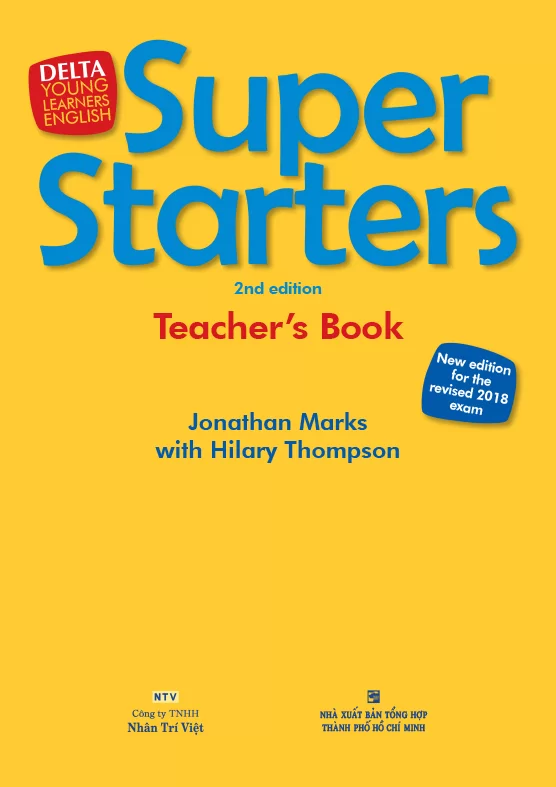 DELTA
YOUNG
LEARNERS
ENGLISH
Super
Starters
2nd edition
Teacher's Book
New edition
for the
revised 2018
exam
Jonathan Marks
with Hilary Thompson
NTV
Công ty TNHH
Nhân Trí Việt
NHÀ XUẤT BẢN TỔNG HỢP
THÀNH PHỐ HỒ CHÍ MINH